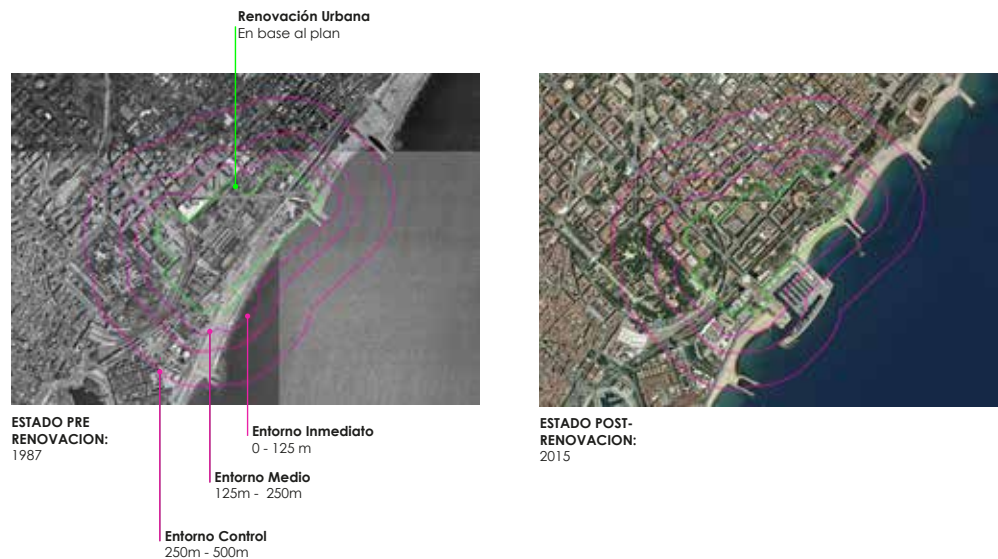 Renovación Urbana
En base al plan
ESTADO PRE
RENOVACION:
1987
Entorno Inmediato
0 - 125 m
Entorno Medio
125m - 250m
Entorno Control
250m - 500m
ESTADO POST-
RENOVACION:
2015